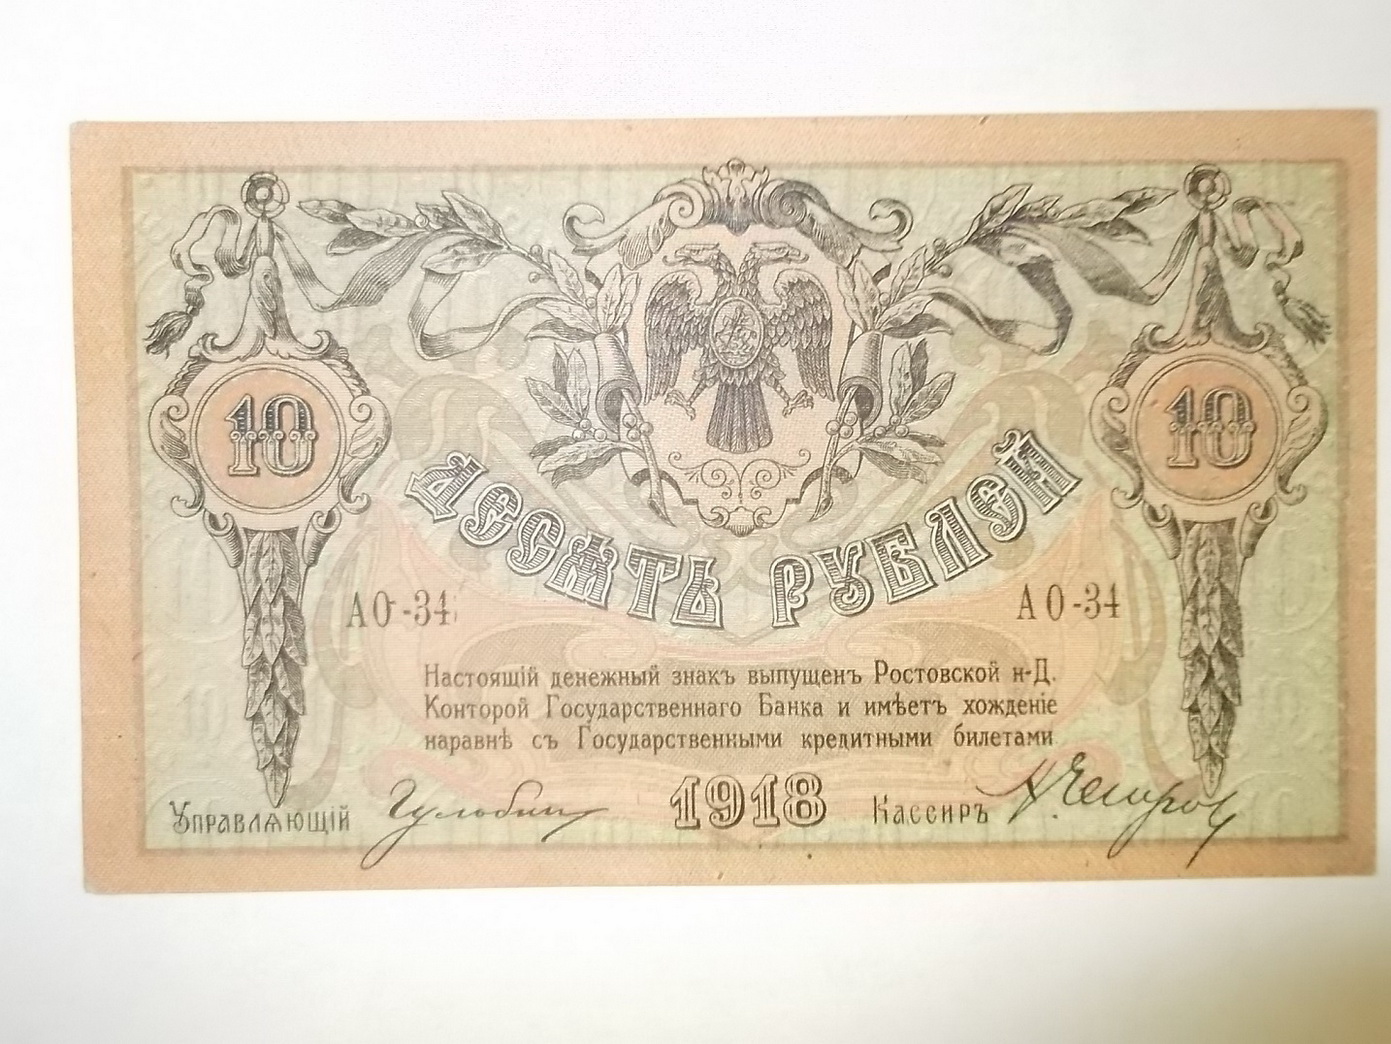 10
10
ДЕСЯТЬ РУБЛЕЙ
АО-34
АО-34
Настоящій денежный знакъ выпущенъ Ростовской н-Д.
Конторой Государственнаго Банка и имѣетъ хожденіе
наравнѣ съ Государственными кредитными билетами
Управляющій
1918
Кассиръ